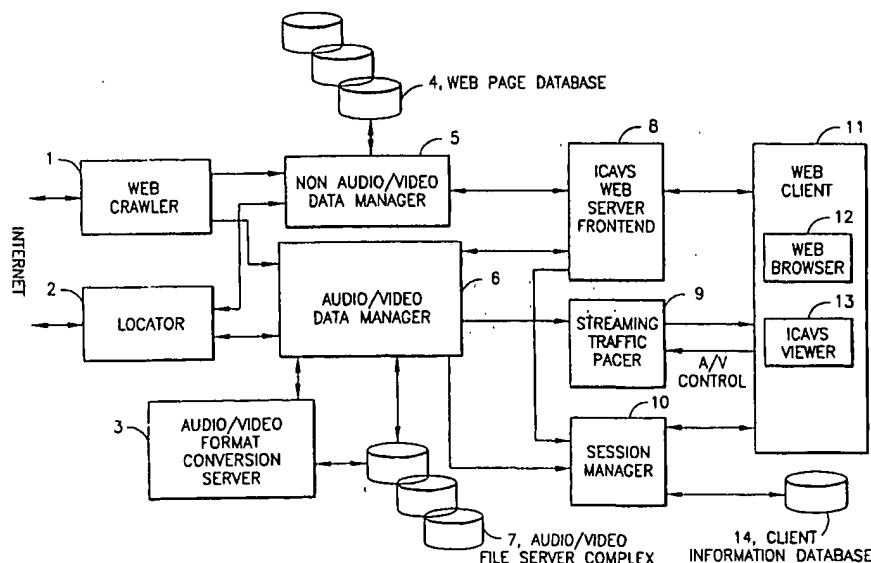 4, WEB PAGE DATABASE
1
WEB
CRAWLER
5
NON AUDIO/VIDEO
DATA MANAGER
8
ICAVS
WEB
SERVER
FRONTEND
11
WEB
CLIENT
12
WEB
BROWSER
13
ICAVS
VIEWER
INTERNET
2
LOCATOR
6
AUDIO/VIDEO
DATA MANAGER
9
STREAMING
TRAFFIC
PACER
A/V
CONTROL
3
AUDIO/VIDEO
FORMAT
CONVERSION
SERVER
10
SESSION
MANAGER
7, AUDIO/VIDEO
FILE SERVER COMPLEX
14, CLIENT
INFORMATION DATABASE